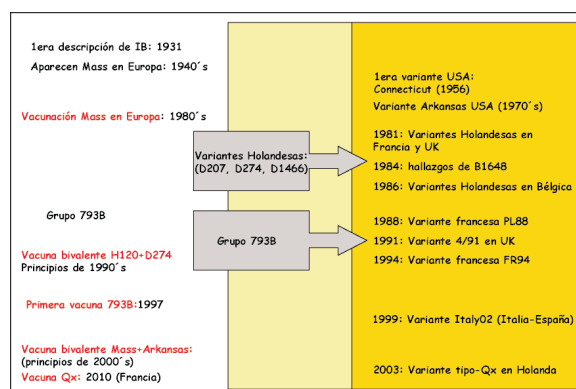 1era descripción de IB: 1931
Aparecen Mass en Europa: 1940´s
Vacunación Mass en Europa: 1980´s
Grupo 793B
Vacuna bivalente H120+D274
Principios de 1990´s
Primera vacuna 793B:1997
Vacuna bivalente Mass+Arkansas:
(principios de 2000´s)
Vacuna Qx: 2010 (Francia)
Variantes Holandesas:
(D207, D274, D1466)
Grupo 793B
1era variante USA:
Connecticut (1956)
Variante Arkansas USA (1970´s)
1981: Variantes Holandesas en
Francia y UK
1984: hallazgos de B1648
1986: Variantes Holandesas en Bélgica
1988: Variante francesa PL88
1991: Variante 4/91 en UK
1994: Variante francesa FR94
1999: Variante Italy02 (Italia-España)
2003: Variante tipo-Qx en Holanda